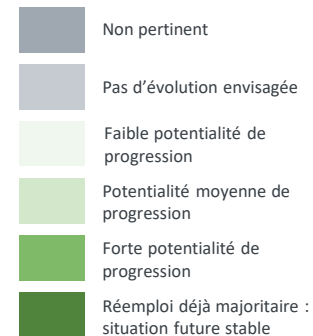 Non pertinent
Pas d’évolution envisagée
Faible potentialité de
progression
Potentialité moyenne de
progression
Forte potentialité de
progression
Réemploi déjà majoritaire :
situation future stable